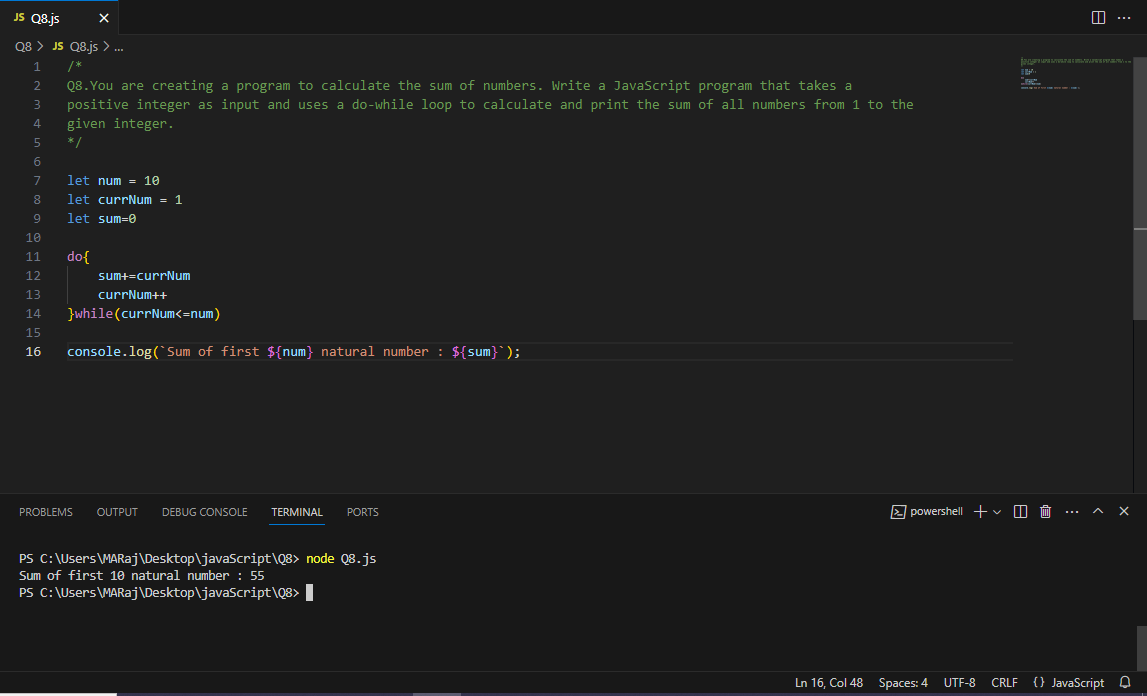 JS Q8.js
Q8 > JS Q8.js > ...
1 /*
2 Q8.You are creating a program to calculate the sum of numbers. Write a JavaScript program that takes a
3 positive integer as input and uses a do-while loop to calculate and print the sum of all numbers from 1 to the
4 given integer.
5 */
6
7 let num = 10
8 let currNum = 1
9 let sum=0
10
11 do{
12     sum+=currNum
13     currNum++
14 }while(currNum<=num)
15
16 console.log(`Sum of first ${num} natural number : ${sum}`);
PROBLEMS OUTPUT DEBUG CONSOLE TERMINAL PORTS powershell
PS C:\Users\MARaj\Desktop\javaScript\Q8> node Q8.js
Sum of first 10 natural number : 55
PS C:\Users\MARaj\Desktop\javaScript\Q8>
Ln 16, Col 48 Spaces: 4 UTF-8 CRLF {} JavaScript